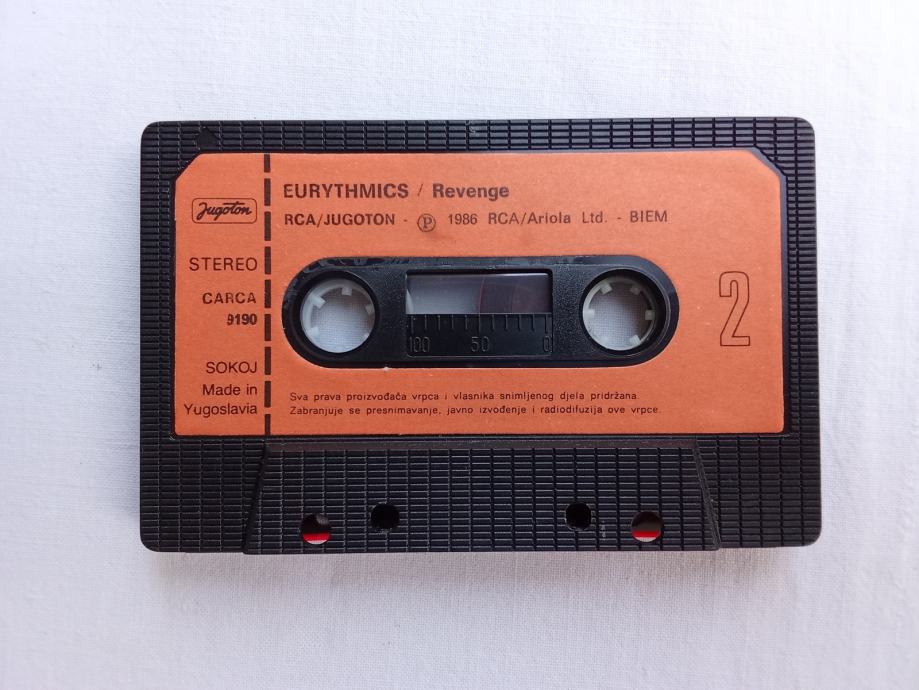 EURYTHMICS / Revenge
RCA/JUGOTON - Ⓟ 1986 RCA/Ariola Ltd. - BIEM
Jugoton
STEREO
CARCA
9190
SOKOJ
Made in
Yugoslavia
100 50 0
2
Sva prava proizvođača vrpca i vlasnika snimljenog djela pridržana.
Zabranjuje se presnimavanje, javno izvođenje i radiodifuzija ove vrpce.